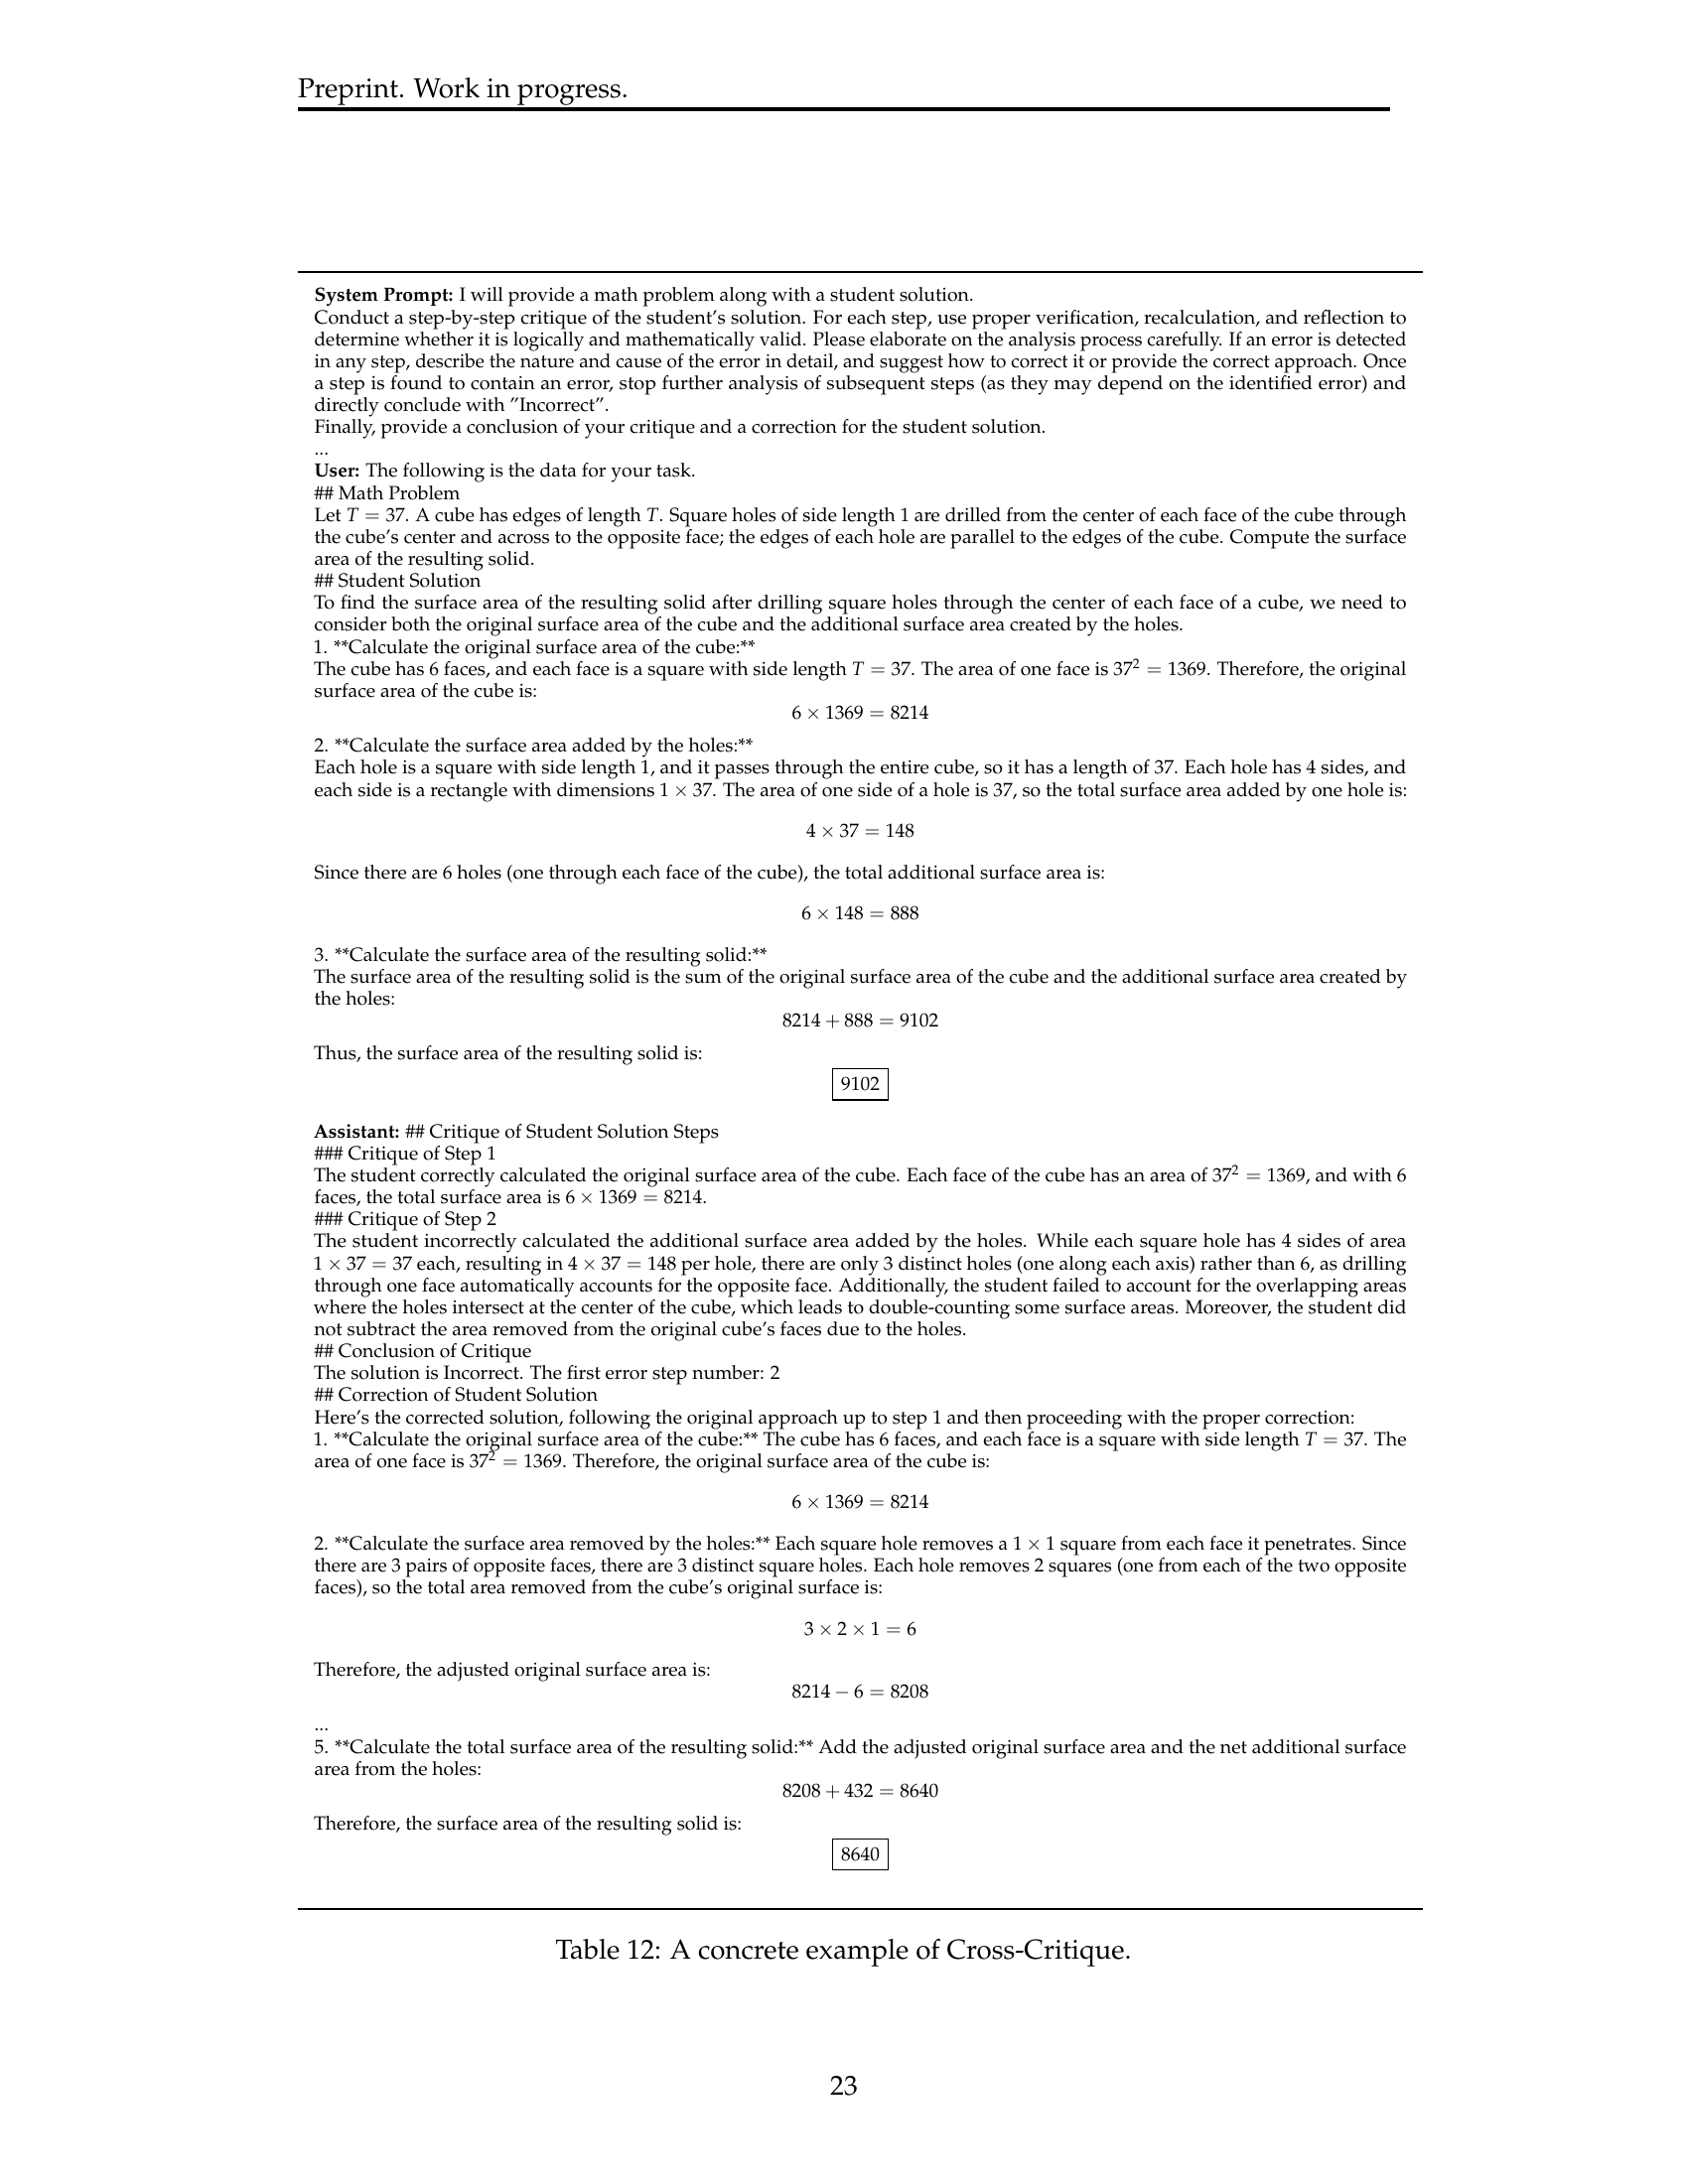 Preprint. Work in progress.
System Prompt: I will provide a math problem along with a student solution.
Conduct a step-by-step critique of the student's solution. For each step, use proper verification, recalculation, and reflection to
determine whether it is logically and mathematically valid. Please elaborate on the analysis process carefully. If an error is detected
in any step, describe the nature and cause of the error in detail, and suggest how to correct it or provide the correct approach. Once
a step is found to contain an error, stop further analysis of subsequent steps (as they may depend on the identified error) and
directly conclude with ”Incorrect”.
Finally, provide a conclusion of your critique and a correction for the student solution.
...
User: The following is the data for your task.
## Math Problem
Let T = 37. A cube has edges of length T. Square holes of side length 1 are drilled from the center of each face of the cube through
the cube's center and across to the opposite face; the edges of each hole are parallel to the edges of the cube. Compute the surface
area of the resulting solid.
## Student Solution
To find the surface area of the resulting solid after drilling square holes through the center of each face of a cube, we need to
consider both the original surface area of the cube and the additional surface area created by the holes.
1. **Calculate the original surface area of the cube:**
The cube has 6 faces, and each face is a square with side length T = 37. The area of one face is 37² = 1369. Therefore, the original
surface area of the cube is:
6 × 1369 = 8214
2. **Calculate the surface area added by the holes:**
Each hole is a square with side length 1, and it passes through the entire cube, so it has a length of 37. Each hole has 4 sides, and
each side is a rectangle with dimensions 1 × 37. The area of one side of a hole is 37, so the total surface area added by one hole is:
4 × 37 = 148
Since there are 6 holes (one through each face of the cube), the total additional surface area is:
6 × 148 = 888
3. **Calculate the surface area of the resulting solid:**
The surface area of the resulting solid is the sum of the original surface area of the cube and the additional surface area created by
the holes:
8214 + 888 = 9102
Thus, the surface area of the resulting solid is:
9102
Assistant: ## Critique of Student Solution Steps
### Critique of Step 1
The student correctly calculated the original surface area of the cube. Each face of the cube has an area of 37² = 1369, and with 6
faces, the total surface area is 6 × 1369 = 8214.
### Critique of Step 2
The student incorrectly calculated the additional surface area added by the holes. While each square hole has 4 sides of area
1 × 37 = 37 each, resulting in 4 × 37 = 148 per hole, there are only 3 distinct holes (one along each axis) rather than 6, as drilling
through one face automatically accounts for the opposite face. Additionally, the student failed to account for the overlapping areas
where the holes intersect at the center of the cube, which leads to double-counting some surface areas. Moreover, the student did
not subtract the area removed from the original cube's faces due to the holes.
## Conclusion of Critique
The solution is Incorrect. The first error step number: 2
## Correction of Student Solution
Here's the corrected solution, following the original approach up to step 1 and then proceeding with the proper correction:
1. **Calculate the original surface area of the cube:** The cube has 6 faces, and each face is a square with side length T = 37. The
area of one face is 37² = 1369. Therefore, the original surface area of the cube is:
6 × 1369 = 8214
2. **Calculate the surface area removed by the holes:** Each square hole removes a 1 × 1 square from each face it penetrates. Since
there are 3 pairs of opposite faces, there are 3 distinct square holes. Each hole removes 2 squares (one from each of the two opposite
faces), so the total area removed from the cube's original surface is:
3 × 2 × 1 = 6
Therefore, the adjusted original surface area is:
8214 − 6 = 8208
...
5. **Calculate the total surface area of the resulting solid:** Add the adjusted original surface area and the net additional surface
area from the holes:
8208 + 432 = 8640
Therefore, the surface area of the resulting solid is:
8640
Table 12: A concrete example of Cross-Critique.
23